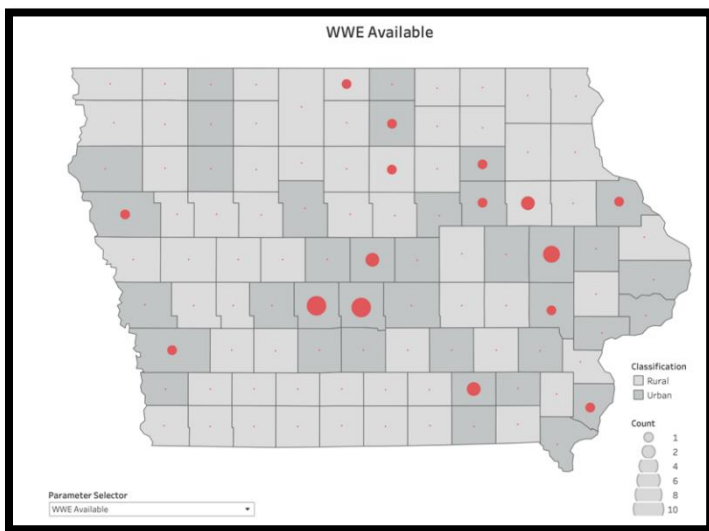 WWE Available
Classification
Rural
Urban
Count
1
2
4
6
8
10
Parameter Selector
WWE Available